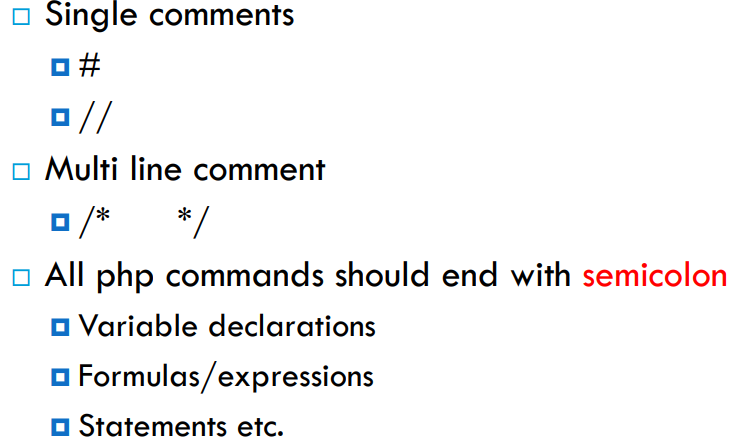 Single comments
#
//
Multi line comment
/* */
All php commands should end with semicolon
Variable declarations
Formulas/expressions
Statements etc.